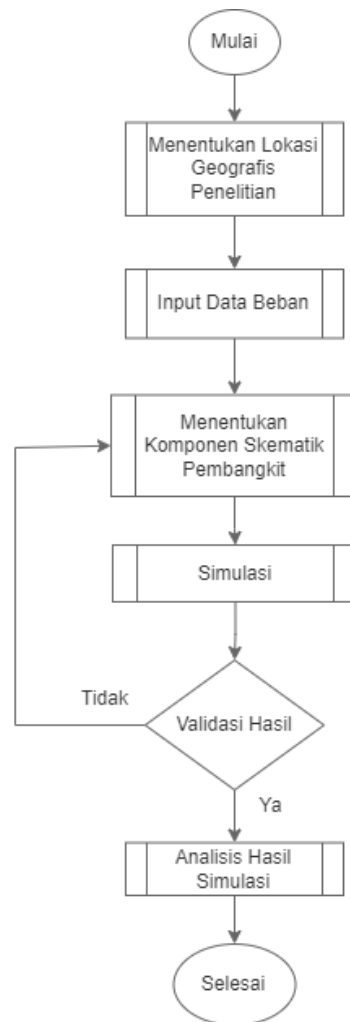 Mulai
Menentukan Lokasi
Geografis
Penelitian
Input Data Beban
Menentukan
Komponen Skematik
Pembangkit
Simulasi
Tidak
Validasi Hasil
Ya
Analisis Hasil
Simulasi
Selesai